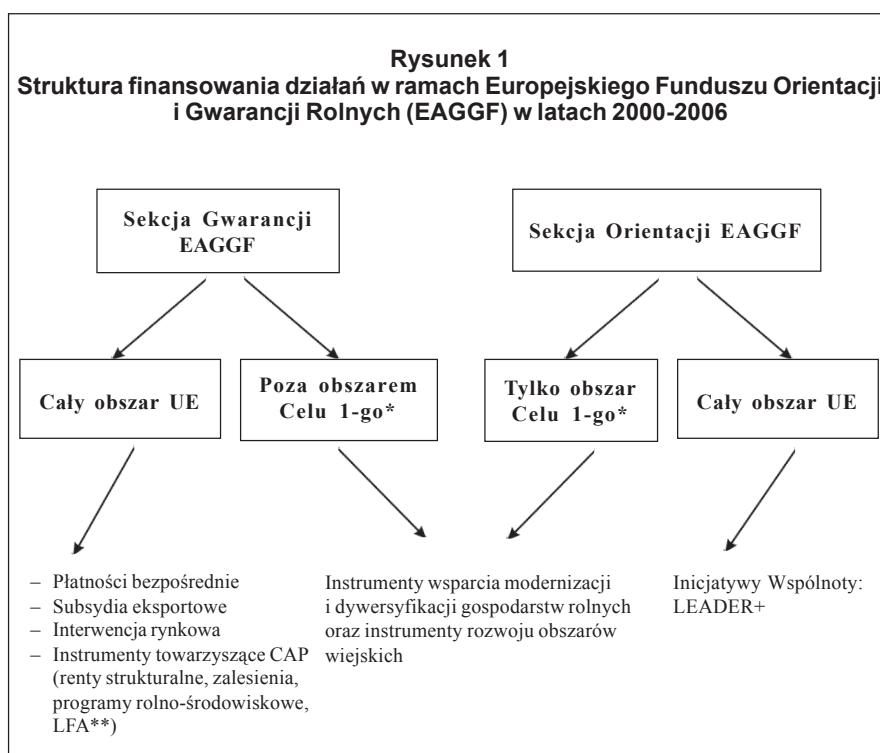 Rysunek 1
Struktura finansowania działań w ramach Europejskiego Funduszu Orientacji
i Gwarancji Rolnych (EAGGF) w latach 2000-2006
Sekcja Gwarancji
EAGGF
Sekcja Orientacji EAGGF
Cały obszar UE
Poza obszarem
Celu 1-go*
Tylko obszar
Celu 1-go*
Cały obszar UE
– Płatności bezpośrednie
– Subsydia eksportowe
– Interwencja rynkowa
– Instrumenty towarzyszące CAP
(renty strukturalne, zalesienia,
programy rolno-środowiskowe,
LFA**)
Instrumenty wsparcia modernizacji
i dywersyfikacji gospodarstw rolnych
oraz instrumenty rozwoju obszarów
wiejskich
Inicjatywy Wspólnoty:
LEADER+